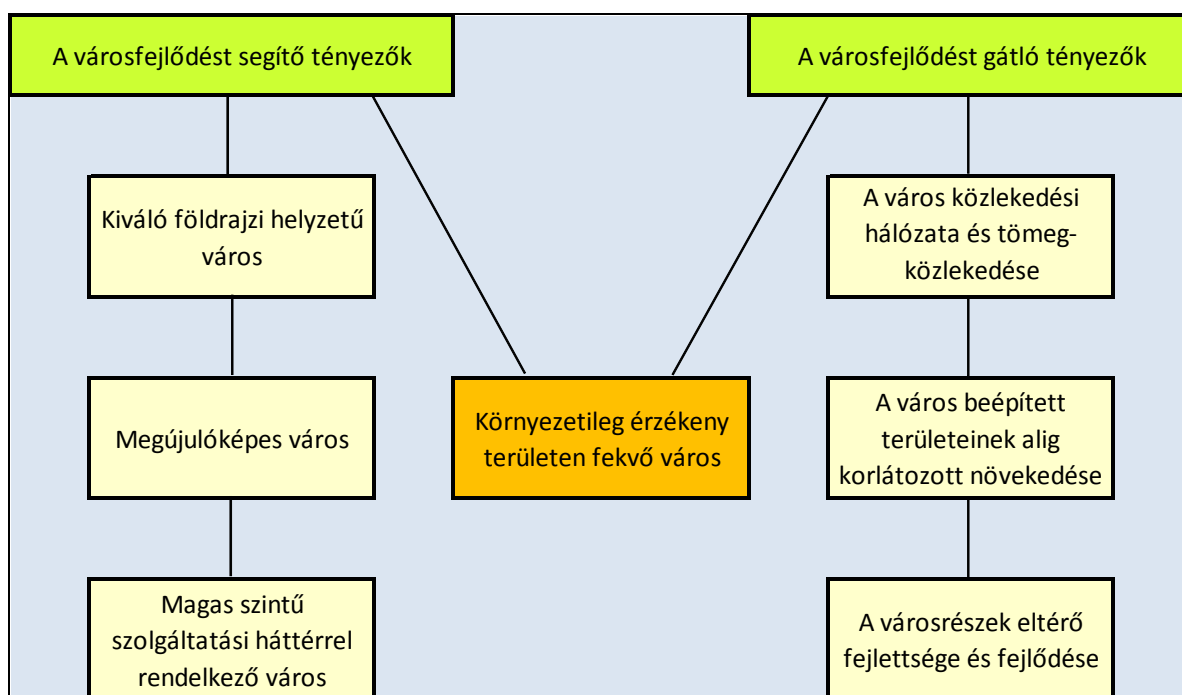 A városfejlődést segítő tényezők
A városfejlődést gátló tényezők
Kiváló földrajzi helyzetű
város
A város közlekedési
hálózata és tömeg-
közlekedése
Megújulóképes város
Környezetileg érzékeny
területen fekvő város
A város beépített
területeinek alig
korlátozott növekedése
Magas szintű
szolgáltatási háttérrel
rendelkező város
A városrészek eltérő
fejlettsége és fejlődése